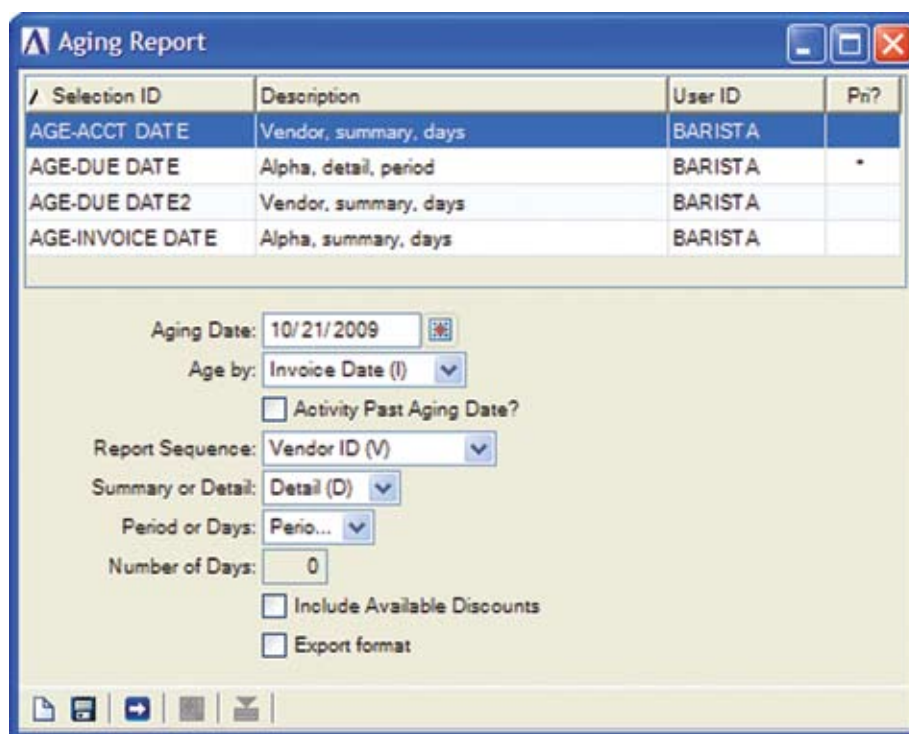 Aging Report
Selection ID Description User ID Pri?
AGE-ACCT DATE Vendor, summary, days BARISTA
AGE-DUE DATE Alpha, detail, period BARISTA *
AGE-DUE DATE2 Vendor, summary, days BARISTA
AGE-INVOICE DATE Alpha, summary, days BARISTA
Aging Date: 10/21/2009
Age by: Invoice Date (I)
Activity Past Aging Date?
Report Sequence: Vendor ID (V)
Summary or Detail: Detail (D)
Period or Days: Perio...
Number of Days: 0
Include Available Discounts
Export format